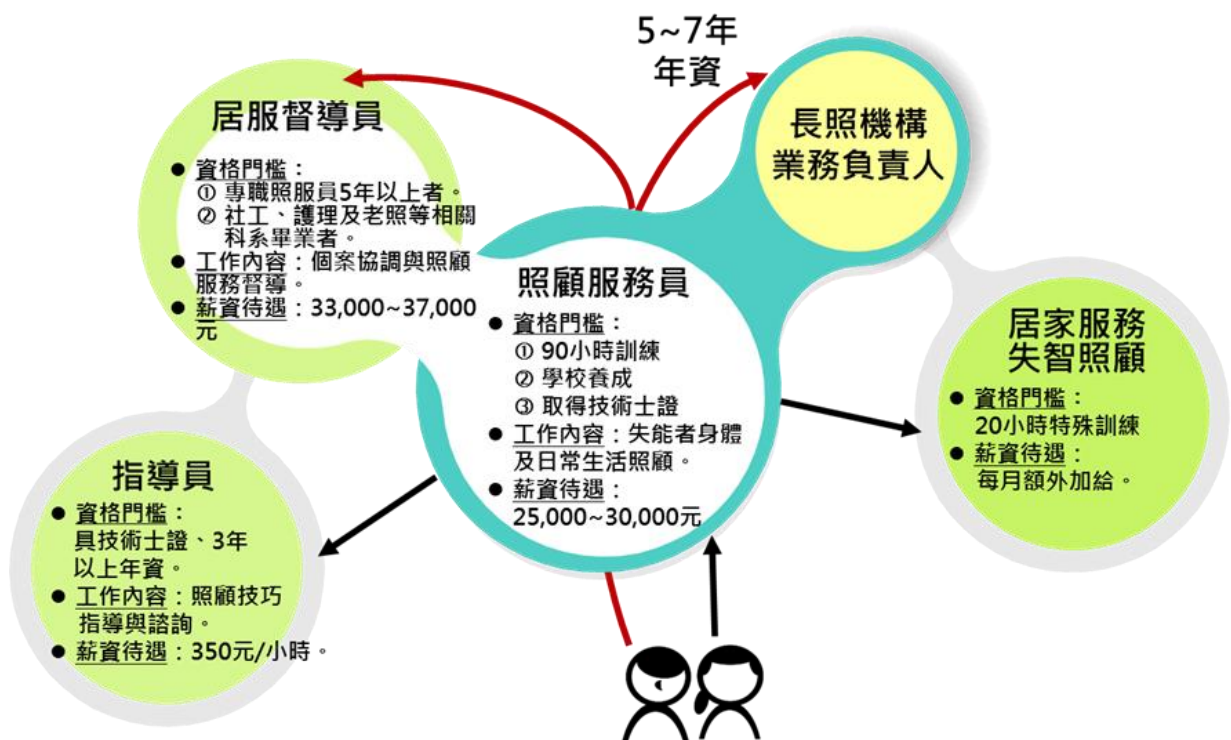 5~7年
年資
長照機構
業務負責人
居服督導員
● 資格門檻：
① 專職照服員5年以上者。
② 社工、護理及老照等相關
科系畢業者。
● 工作內容：個案協調與照顧
服務督導。
● 薪資待遇：33,000~37,000
元
照顧服務員
● 資格門檻：
① 90小時訓練
② 學校養成
③ 取得技術士證
● 工作內容：失能者身體
及日常生活照顧。
● 薪資待遇：
25,000~30,000元
居家服務
失智照顧
● 資格門檻：
20小時特殊訓練
● 薪資待遇：
每月額外加給。
指導員
● 資格門檻：
具技術士證、3年
以上年資。
● 工作內容：照顧技巧
指導與諮詢。
● 薪資待遇：350元/小時。